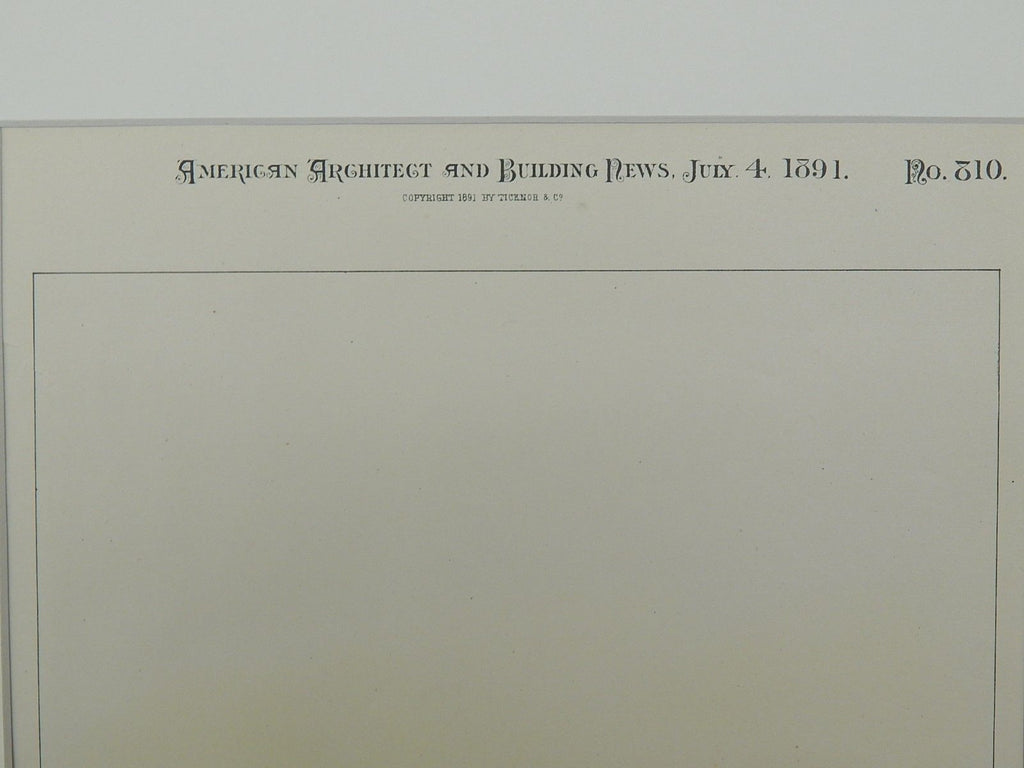 American Architect and Building News, July 4, 1891. No. 810.
COPYRIGHT 1891 BY TICKNOR & CO